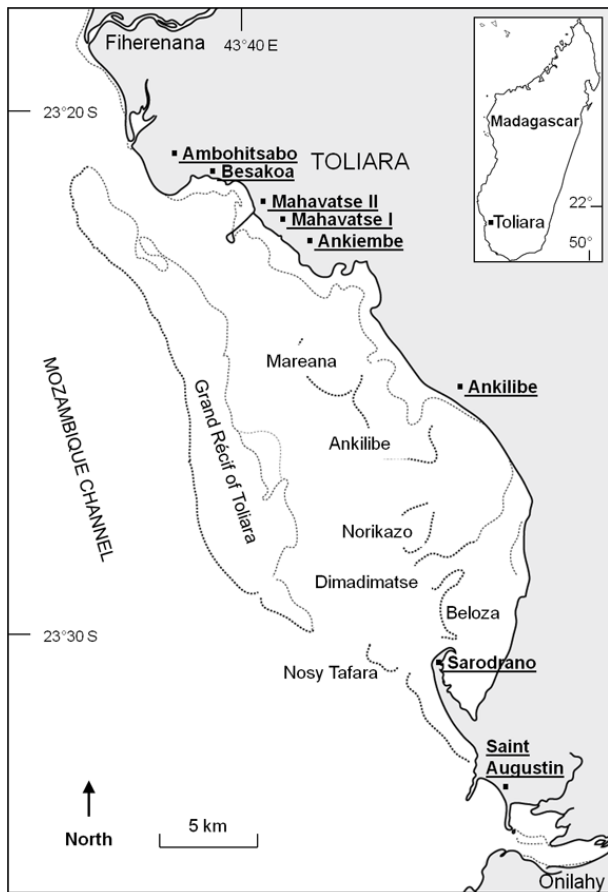 Fiherenana
43°40 E
23°20 S
Ambohitsabo
TOLIARA
Besakoa
Mahavatse II
Mahavatse I
Ankiembe
Madagascar
22°
Toliara
50°
Mareana
Ankilibe
MOZAMBIQUE CHANNEL
Grand Récif of Toliara
Ankilibe
Norikazo
Dimadimatse
Beloza
23°30 S
Nosy Tafara
Sarodrano
Saint
Augustin
North
5 km
Onilahy